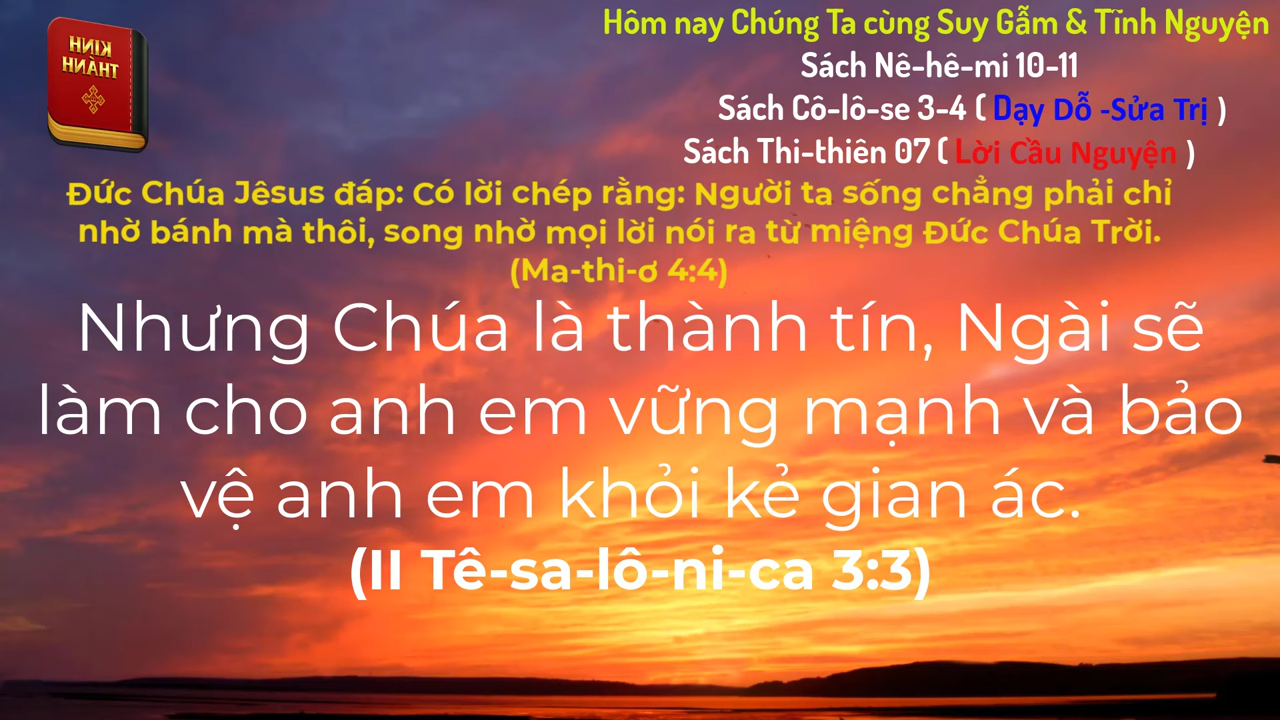 KINH
THÀNH
Hôm nay Chúng Ta cùng Suy Gẫm & Tĩnh Nguyện
Sách Nê-hê-mi 10-11
Sách Cô-lô-se 3-4 ( Dạy Dỗ -Sửa Trị )
Sách Thi-thiên 07 ( Lời Cầu Nguyện )
Đức Chúa Jêsus đáp: Có lời chép rằng: Người ta sống chẳng phải chỉ
nhờ bánh mà thôi, song nhờ mọi lời nói ra từ miệng Đức Chúa Trời.
(Ma-thi-ơ 4:4)
Nhưng Chúa là thành tín, Ngài sẽ
làm cho anh em vững mạnh và bảo
vệ anh em khỏi kẻ gian ác.
(II Tê-sa-lô-ni-ca 3:3)